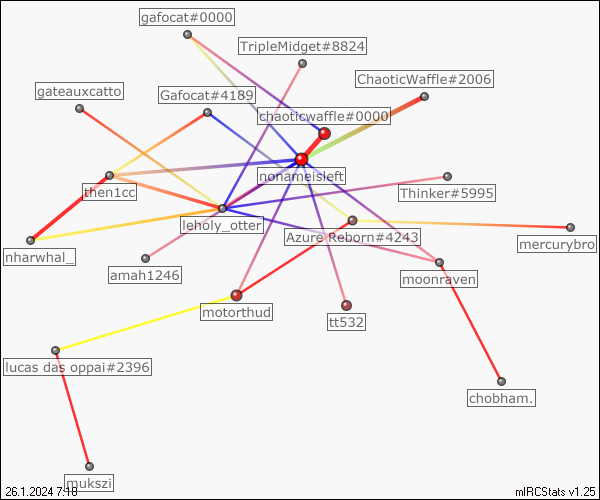 gafocat#0000
TripleMidget#8824
ChaoticWaffle#2006
gateauxcatto
Gafocat#4189
chaoticwaffle#0000
nonameisleft
then1cc
Thinker#5995
leholy_otter
Azure Reborn#4243
mercurybro
nharwhal_
amah1246
moonraven
motorthud
tt532
lucas das oppai#2396
chobham.
mukszi
26.1.2024 7:18
mIRCStats v1.25